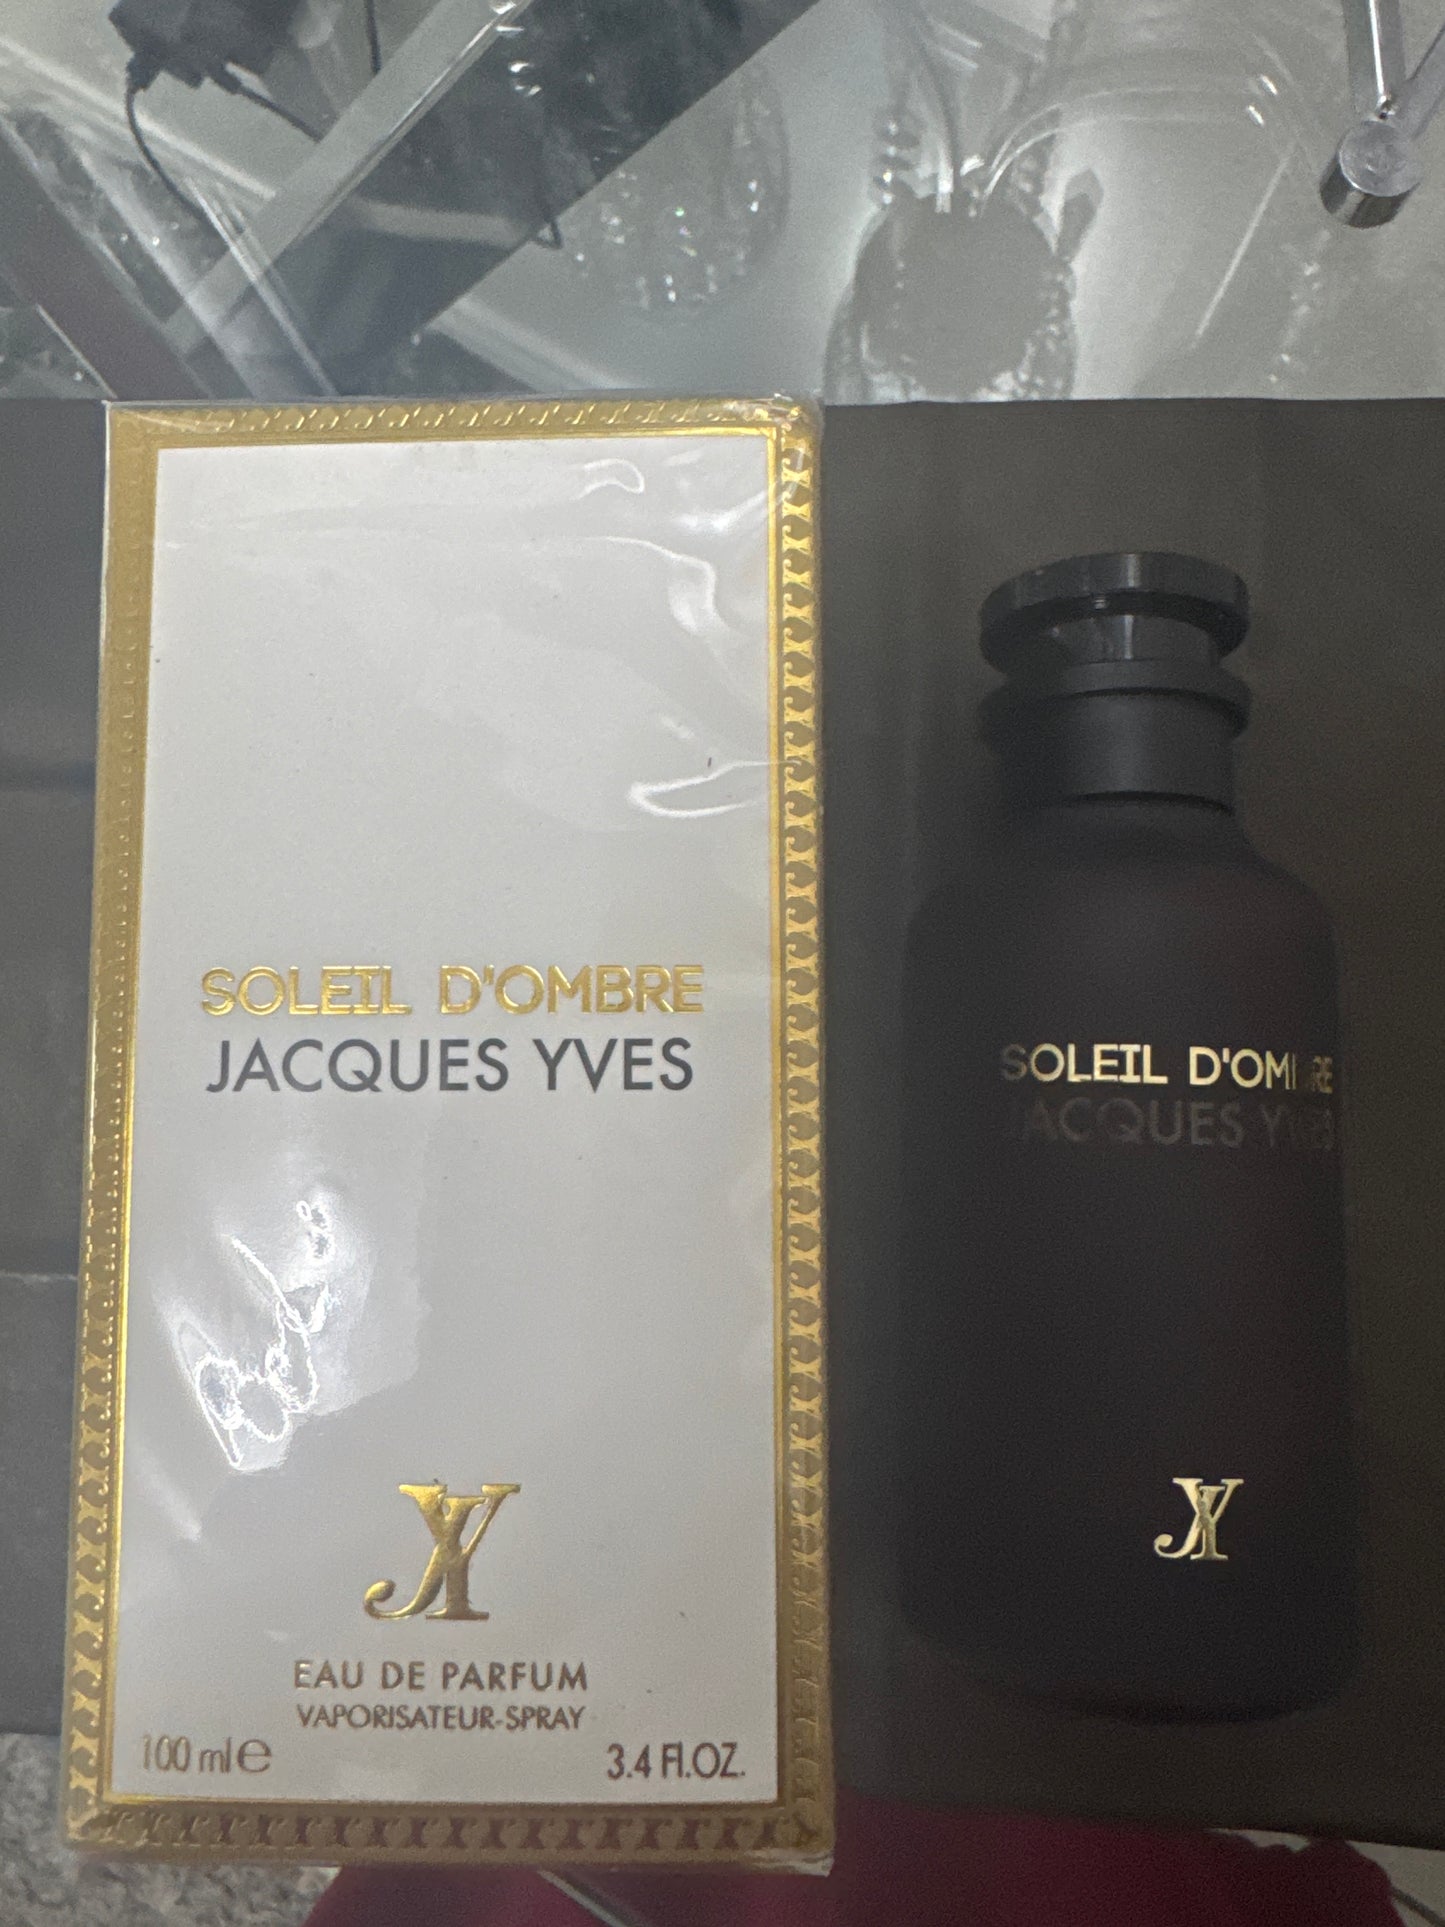 SOLEIL D'OMBRE
JACQUES YVES
JY
EAU DE PARFUM
VAPORISATEUR-SPRAY
100 ml e
3.4 Fl.OZ.
SOLEIL D'OMBRE
JACQUES YVES
JY